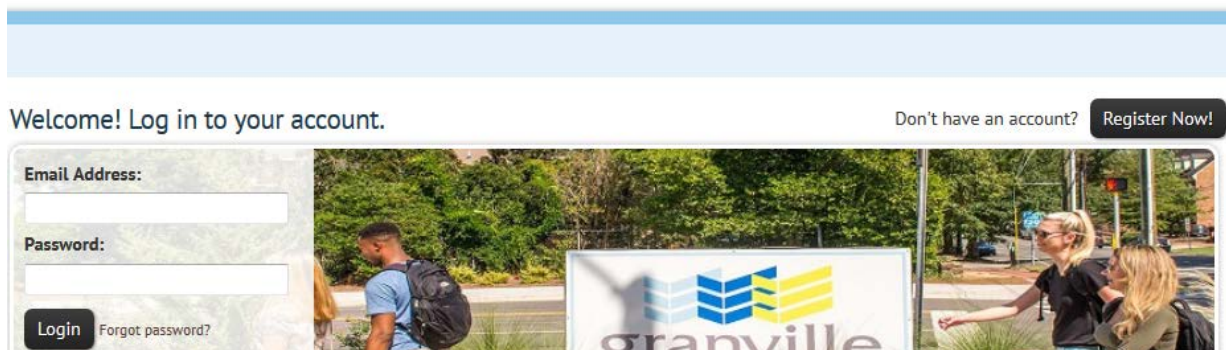 Welcome! Log in to your account.
Don't have an account? Register Now!
Email Address:
Password:
Login Forgot password?
granville